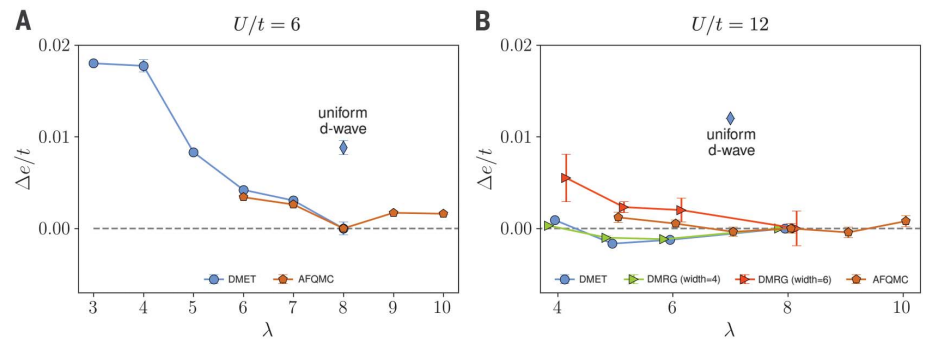 A
U/t = 6
0.02
0.01
0.00
Δe/t
uniform
d-wave
DMET
AFQMC
3 4 5 6 7 8 9 10
λ
B
U/t = 12
0.02
0.01
0.00
Δe/t
uniform
d-wave
DMET
DMRG (width=4)
DMRG (width=6)
AFQMC
4 6 8 10
λ